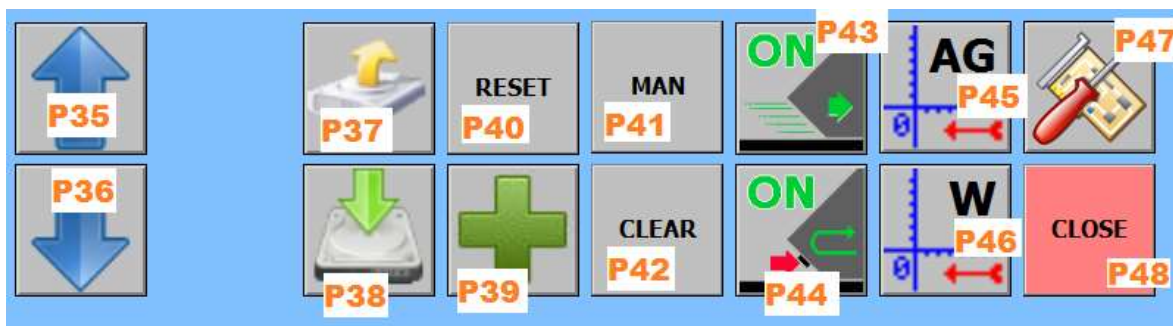 ON
P43
AG
P47
P35
P37
RESET
P40
MAN
P41
P45
0
P36
ON
W
P38
P39
CLEAR
P42
P44
0
P46
CLOSE
P48